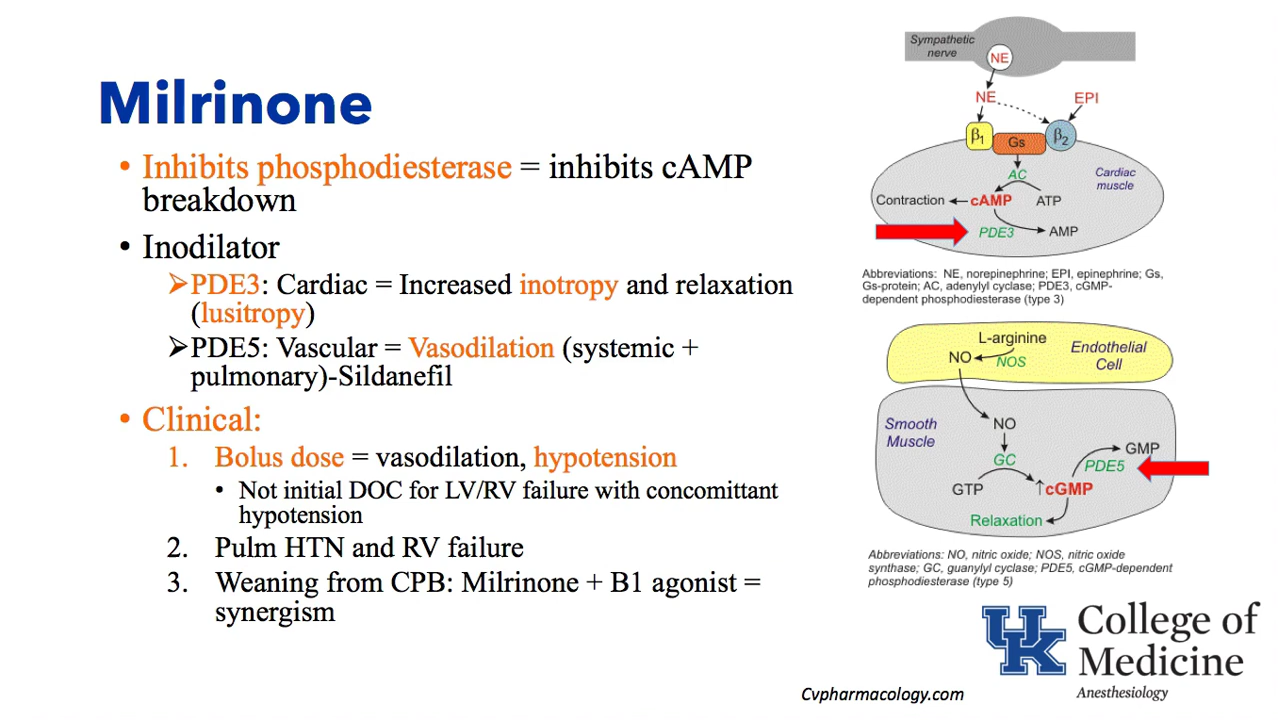 Milrinone
• Inhibits phosphodiesterase = inhibits cAMP
breakdown
• Inodilator
➢PDE3: Cardiac = Increased inotropy and relaxation
(lusitropy)
➢PDE5: Vascular = Vasodilation (systemic +
pulmonary)-Sildanefil
• Clinical:
1. Bolus dose = vasodilation, hypotension
• Not initial DOC for LV/RV failure with concomittant
hypotension
2. Pulm HTN and RV failure
3. Weaning from CPB: Milrinone + B1 agonist =
synergism
Sympathetic
nerve
NE
NE
EPI
β1
Gs
β2
AC
Cardiac
muscle
Contraction
cAMP
ATP
PDE3
AMP
Abbreviations: NE, norepinephrine; EPI, epinephrine; Gs,
Gs-protein; AC, adenylyl cyclase; PDE3, cGMP-
dependent phosphodiesterase (type 3)
L-arginine
NO
NOS
Endothelial
Cell
Smooth
Muscle
NO
GC
GMP
PDE5
GTP
↑cGMP
Relaxation
Abbreviations: NO, nitric oxide; NOS, nitric oxide
synthase; GC, guanylyl cyclase; PDE5, cGMP-dependent
phosphodiesterase (type 5)
UK
College of
Medicine
Anesthesiology
Cvpharmacology.com